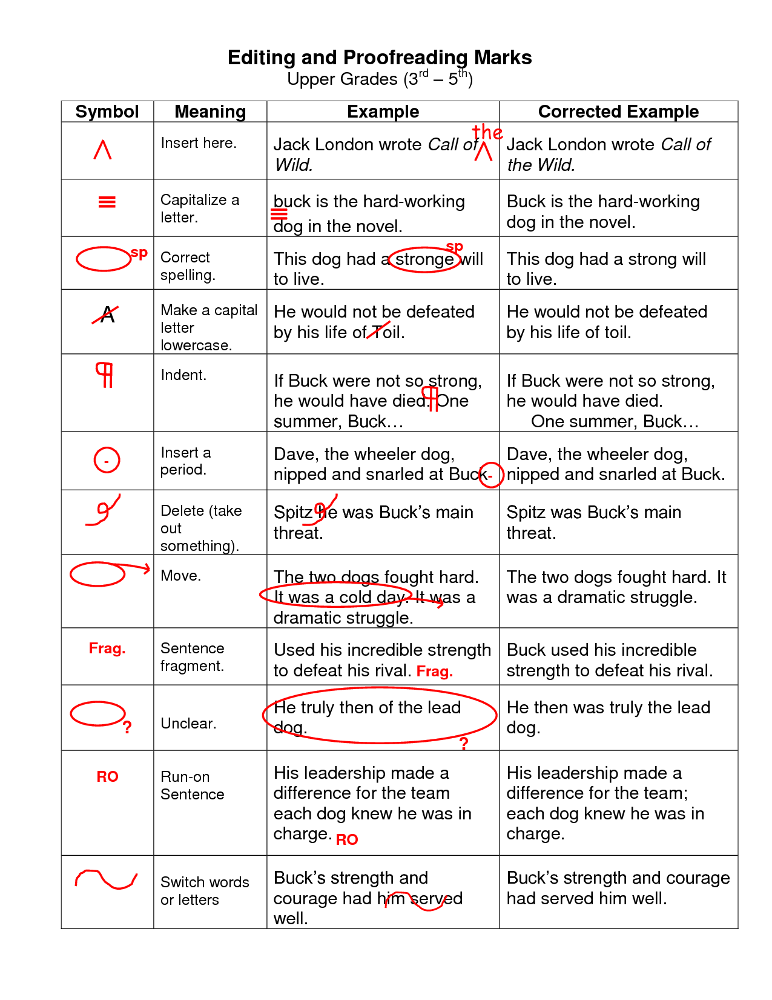 Editing and Proofreading Marks
Upper Grades (3rd – 5th)
Symbol Meaning Example Corrected Example
the
Insert here. Jack London wrote Call of Jack London wrote Call of
Wild. the Wild.
Capitalize a buck is the hard-working Buck is the hard-working
letter. dog in the novel. dog in the novel.
sp Correct This dog had a stronge will sp This dog had a strong will
spelling. to live. to live.
A Make a capital He would not be defeated He would not be defeated
letter by his life of Toil. by his life of toil.
lowercase.
¶ Indent. If Buck were not so strong, If Buck were not so strong,
he would have died. ¶ One he would have died.
summer, Buck… One summer, Buck…
- Insert a Dave, the wheeler dog, Dave, the wheeler dog,
period. nipped and snarled at Buck - nipped and snarled at Buck.
Delete (take Spitz he was Buck’s main Spitz was Buck’s main
out threat. threat.
something).
Move. The two dogs fought hard. The two dogs fought hard. It
It was a cold day. It was a was a dramatic struggle.
dramatic struggle.
Frag. Sentence Used his incredible strength Buck used his incredible
fragment. to defeat his rival. Frag. strength to defeat his rival.
? Unclear. He truly then of the lead He then was truly the lead
dog. ? dog.
RO Run-on His leadership made a His leadership made a
Sentence difference for the team difference for the team;
each dog knew he was in each dog knew he was in
charge. RO charge.
Switch words Buck’s strength and Buck’s strength and courage
or letters courage had him served had served him well.
well.